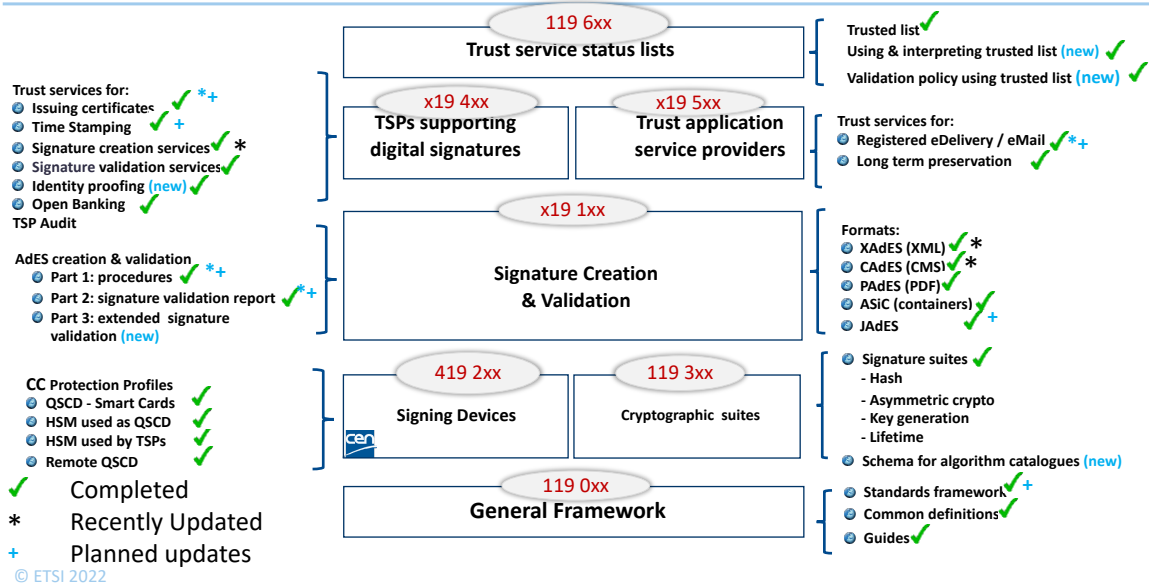 119 6xx
Trust service status lists
Trusted list✓
Using & interpreting trusted list (new) ✓
Validation policy using trusted list (new) ✓
Trust services for:
Issuing certificates ✓ *+
Time Stamping ✓ +
Signature creation services ✓ *
Signature validation services ✓
Identity proofing (new) ✓
Open Banking ✓
TSP Audit
x19 4xx
TSPs supporting
digital signatures
x19 5xx
Trust application
service providers
Trust services for:
Registered eDelivery / eMail ✓ *+
Long term preservation ✓
x19 1xx
Signature Creation
& Validation
AdES creation & validation
Part 1: procedures ✓ *+
Part 2: signature validation report ✓ *+
Part 3: extended signature
validation (new)
Formats:
XAdES (XML) ✓ *
CAdES (CMS) ✓ *
PAdES (PDF) ✓
ASiC (containers) ✓
JAdES ✓ +
CC Protection Profiles
QSCD - Smart Cards ✓
HSM used as QSCD ✓
HSM used by TSPs ✓
Remote QSCD ✓
419 2xx
Signing Devices
cen
119 3xx
Cryptographic suites
Signature suites ✓
- Hash
- Asymmetric crypto
- Key generation
- Lifetime
Schema for algorithm catalogues (new)
119 0xx
General Framework
Standards framework ✓ +
Common definitions ✓
Guides ✓
✓ Completed
* Recently Updated
+ Planned updates
© ETSI 2022